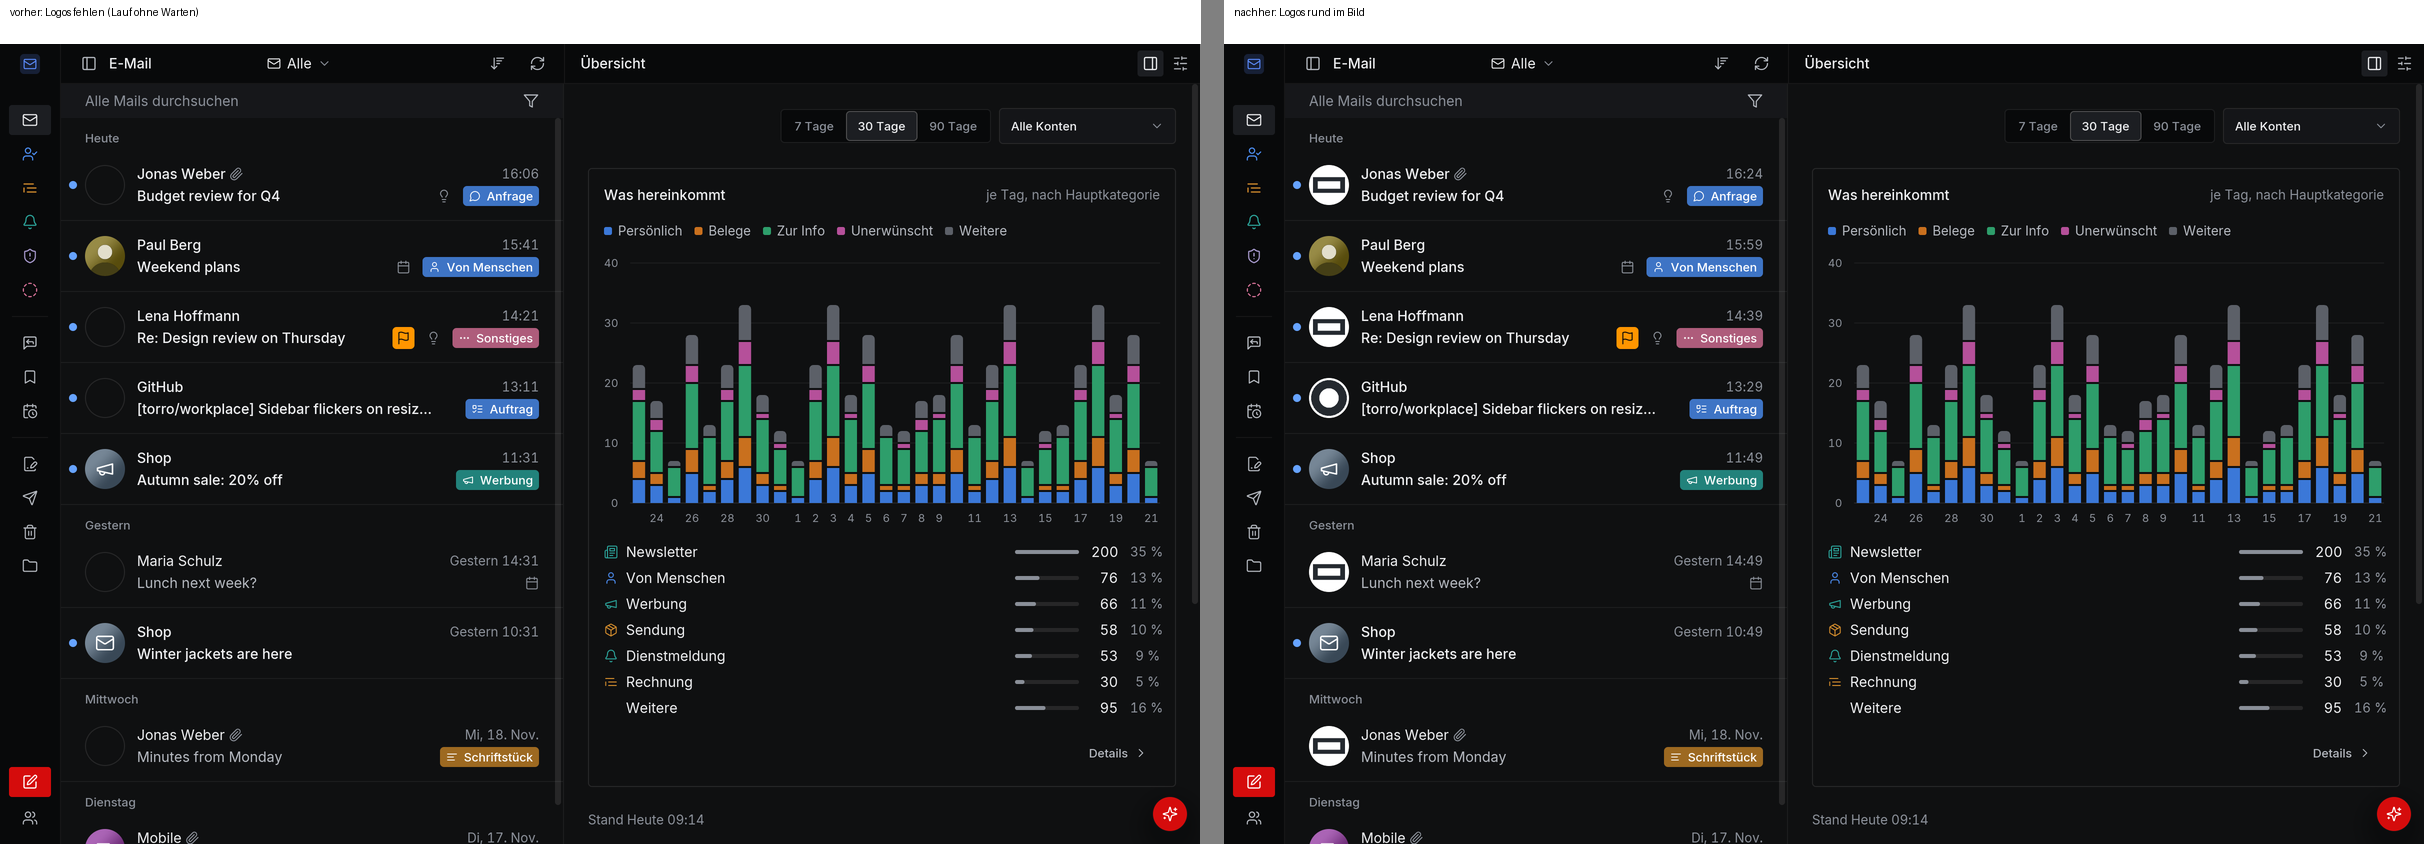 vorher: Logos fehlen (Lauf ohne Warten)
E-Mail
Alle
Alle Mails durchsuchen
Heute
Jonas Weber
16:06
Budget review for Q4
Anfrage
Paul Berg
15:41
Weekend plans
Von Menschen
Lena Hoffmann
14:21
Re: Design review on Thursday
Sonstiges
GitHub
13:11
[torro/workplace] Sidebar flickers on resiz...
Auftrag
Shop
11:31
Autumn sale: 20% off
Werbung
Gestern
Maria Schulz
Gestern 14:31
Lunch next week?
Shop
Gestern 10:31
Winter jackets are here
Mittwoch
Jonas Weber
Mi, 18. Nov.
Minutes from Monday
Schriftstück
Dienstag
Mobile
Di, 17. Nov.
Übersicht
7 Tage
30 Tage
90 Tage
Alle Konten
Was hereinkommt
je Tag, nach Hauptkategorie
Persönlich
Belege
Zur Info
Unerwünscht
Weitere
40
30
20
10
0
24 26 28 30 1 2 3 4 5 6 7 8 9 11 13 15 17 19 21
Newsletter 200 35 %
Von Menschen 76 13 %
Werbung 66 11 %
Sendung 58 10 %
Dienstmeldung 53 9 %
Rechnung 30 5 %
Weitere 95 16 %
Details
Stand Heute 09:14
nachher: Logos rund im Bild
E-Mail
Alle
Alle Mails durchsuchen
Heute
Jonas Weber
16:24
Budget review for Q4
Anfrage
Paul Berg
15:59
Weekend plans
Von Menschen
Lena Hoffmann
14:39
Re: Design review on Thursday
Sonstiges
GitHub
13:29
[torro/workplace] Sidebar flickers on resiz...
Auftrag
Shop
11:49
Autumn sale: 20% off
Werbung
Gestern
Maria Schulz
Gestern 14:49
Lunch next week?
Shop
Gestern 10:49
Winter jackets are here
Mittwoch
Jonas Weber
Mi, 18. Nov.
Minutes from Monday
Schriftstück
Dienstag
Mobile
Di, 17. Nov.
Übersicht
7 Tage
30 Tage
90 Tage
Alle Konten
Was hereinkommt
je Tag, nach Hauptkategorie
Persönlich
Belege
Zur Info
Unerwünscht
Weitere
40
30
20
10
0
24 26 28 30 1 2 3 4 5 6 7 8 9 11 13 15 17 19 21
Newsletter 200 35 %
Von Menschen 76 13 %
Werbung 66 11 %
Sendung 58 10 %
Dienstmeldung 53 9 %
Rechnung 30 5 %
Weitere 95 16 %
Details
Stand Heute 09:14